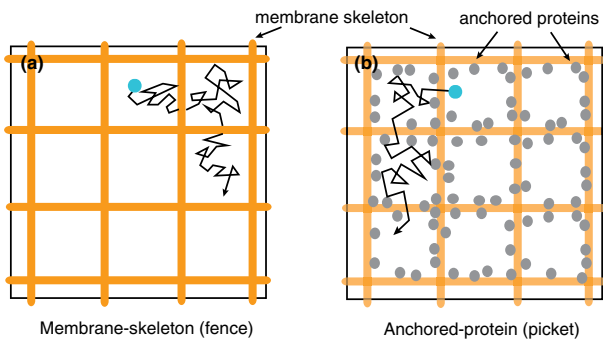 membrane skeleton
anchored proteins
(a)
(b)
Membrane-skeleton (fence)
Anchored-protein (picket)